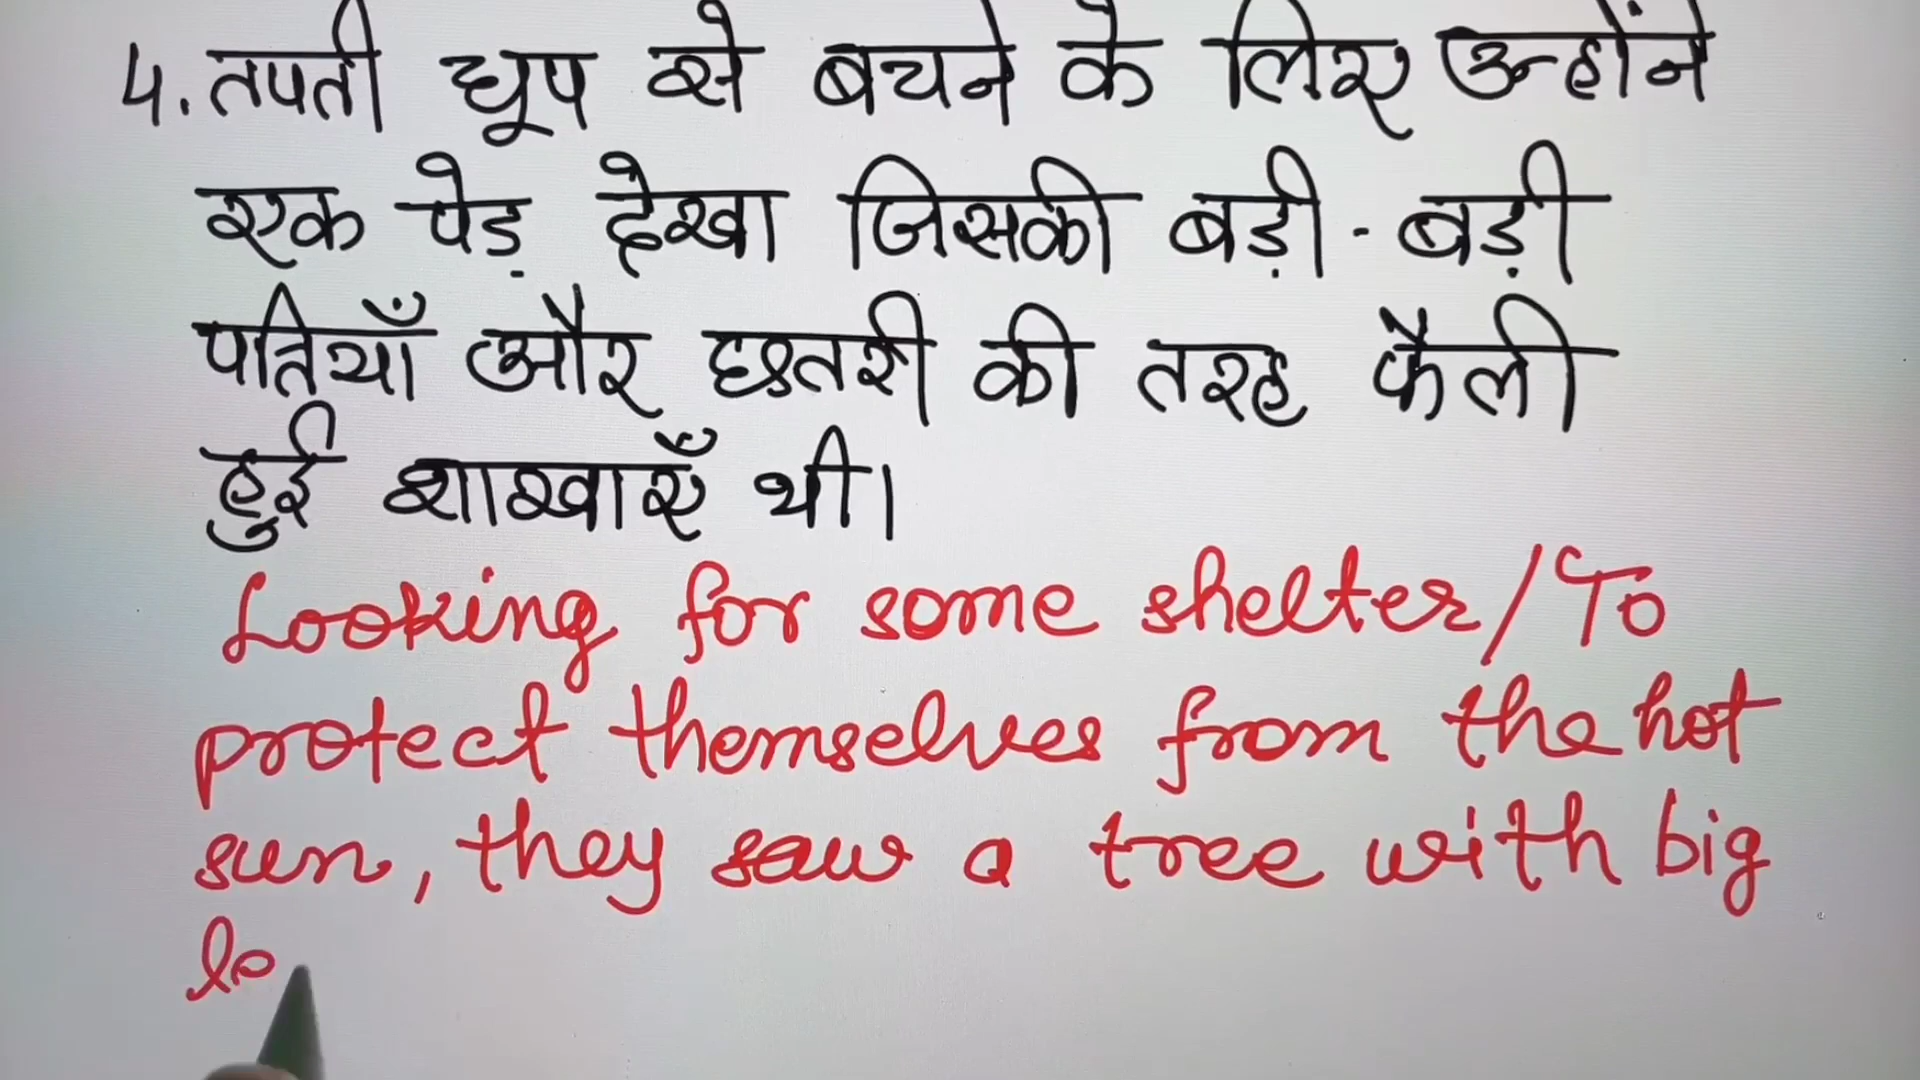 4. तपती धूप से बचने के लिए उन्होंने
एक पेड़ देखा जिसकी बड़ी - बड़ी
पत्तियाँ और छतरी की तरह फैली
हुई शाखाएँ थी।
Looking for some shelter/To
protect themselves from the hot
sun, they saw a tree with big
le